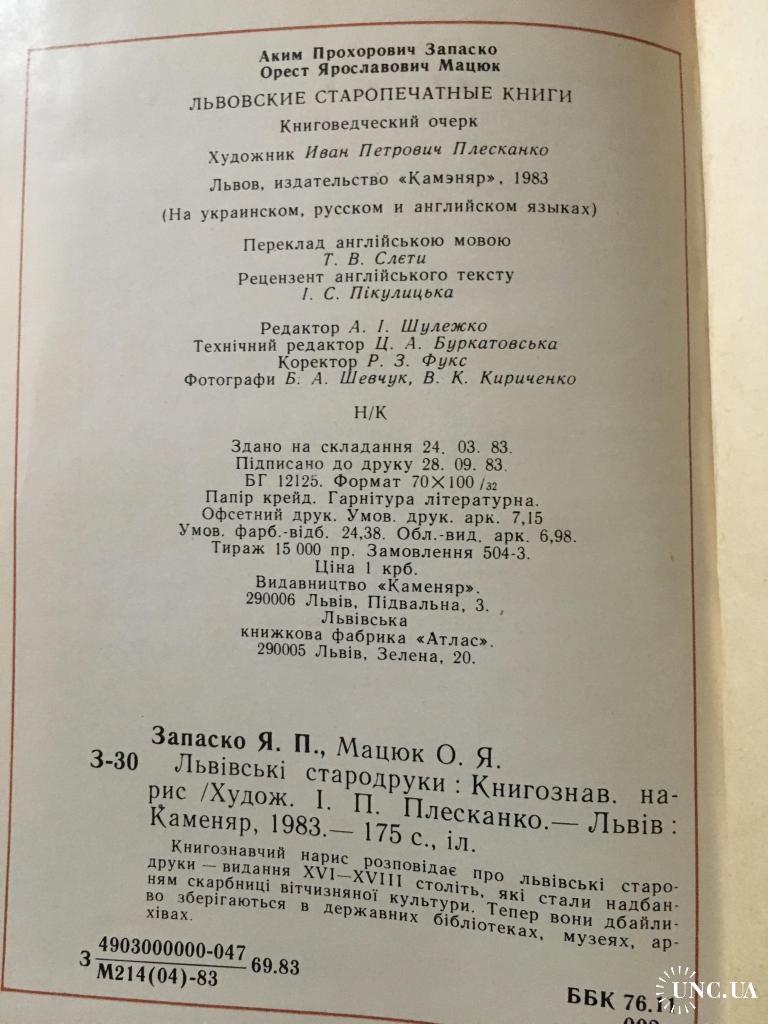 Аким Прохорович Запаско
Орест Ярославович Мацюк
ЛЬВОВСКИЕ СТАРОПЕЧАТНЫЕ КНИГИ
Книговедческий очерк
Художник Иван Петрович Плесканко
Львов, издательство «Камэняр», 1983
(На украинском, русском и английском языках)
Переклад англійською мовою
Т. В. Слєти
Рецензент англійського тексту
І. С. Пікулицька
Редактор А. І. Шулежко
Технічний редактор Ц. А. Буркатовська
Коректор Р. З. Фукс
Фотографи Б. А. Шевчук, В. К. Кириченко
Н/К
Здано на складання 24. 03. 83.
Підписано до друку 28. 09. 83.
БГ 12125. Формат 70×100 /32
Папір крейд. Гарнітура літературна.
Офсетний друк. Умов. друк. арк. 7,15
Умов. фарб.-відб. 24,38. Обл.-вид. арк. 6,98.
Тираж 15 000 пр. Замовлення 504-3.
Ціна 1 крб.
Видавництво «Каменяр».
290006 Львів, Підвальна, 3.
Львівська
книжкова фабрика «Атлас».
290005 Львів, Зелена, 20.
Запаско Я. П., Мацюк О. Я.
З-30 Львівські стародруки : Книгознав. на-
рис /Худож. І. П. Плесканко.— Львів :
Каменяр, 1983.— 175 с., іл.
Книгознавчий нарис розповідає про львівські старо-
друки — видання XVI—XVIII століть, які стали надбан-
ням скарбниці вітчизняної культури. Тепер вони дбайли-
во зберігаються в державних бібліотеках, музеях, ар-
хівах.
З 4903000000-047 69.83
М214(04)-83
ББК 76.11
UNC.UA